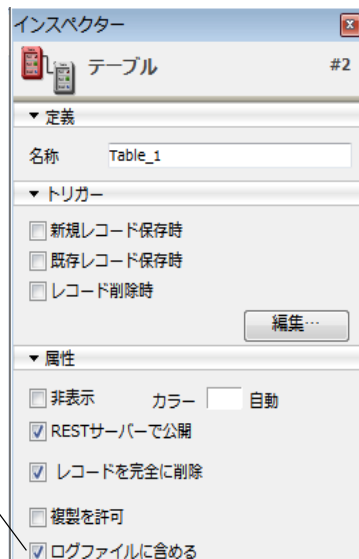 インスペクター
テーブル #2
▼ 定義
名称 Table_1
▼ トリガー
新規レコード保存時
既存レコード保存時
レコード削除時
編集…
▼ 属性
非表示 カラー 自動
RESTサーバーで公開
レコードを完全に削除
複製を許可
ログファイルに含める